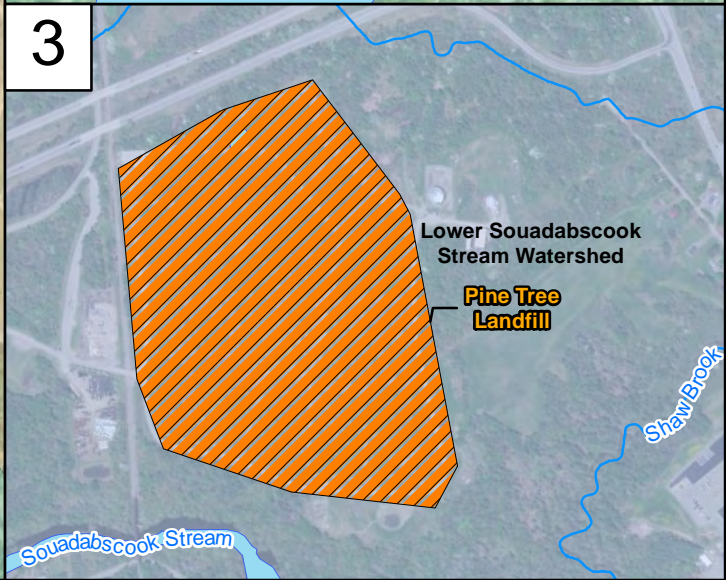 3
Lower Souadabscook
Stream Watershed
Pine Tree
Landfill
Shaw Brook
Souadabscook Stream